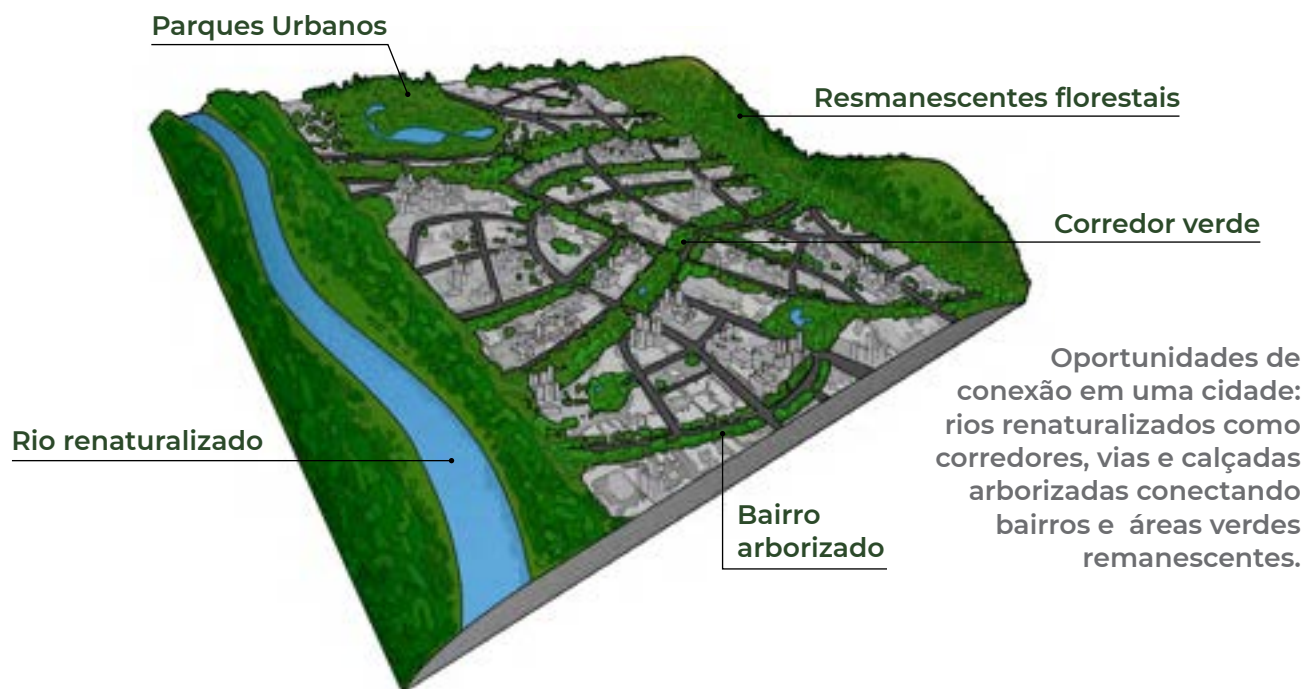 Parques Urbanos
Resmanescentes florestais
Corredor verde
Rio renaturalizado
Bairro
arborizado
Oportunidades de
conexão em uma cidade:
rios renaturalizados como
corredores, vias e calçadas
arborizadas conectando
bairros e áreas verdes
remanescentes.